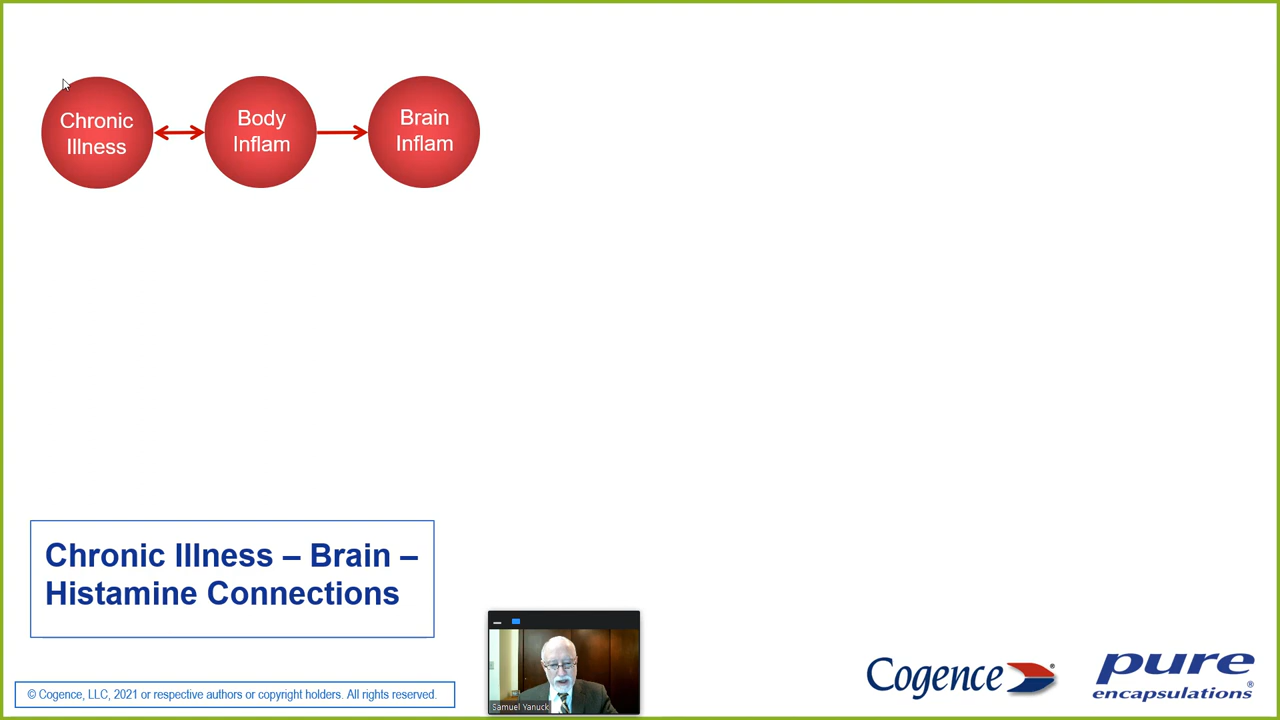 Chronic
Illness
Body
Inflam
Brain
Inflam
Chronic Illness – Brain –
Histamine Connections
© Cogence, LLC, 2021 or respective authors or copyright holders. All rights reserved.
Samuel Yanuck
Cogence®
pure
encapsulations®